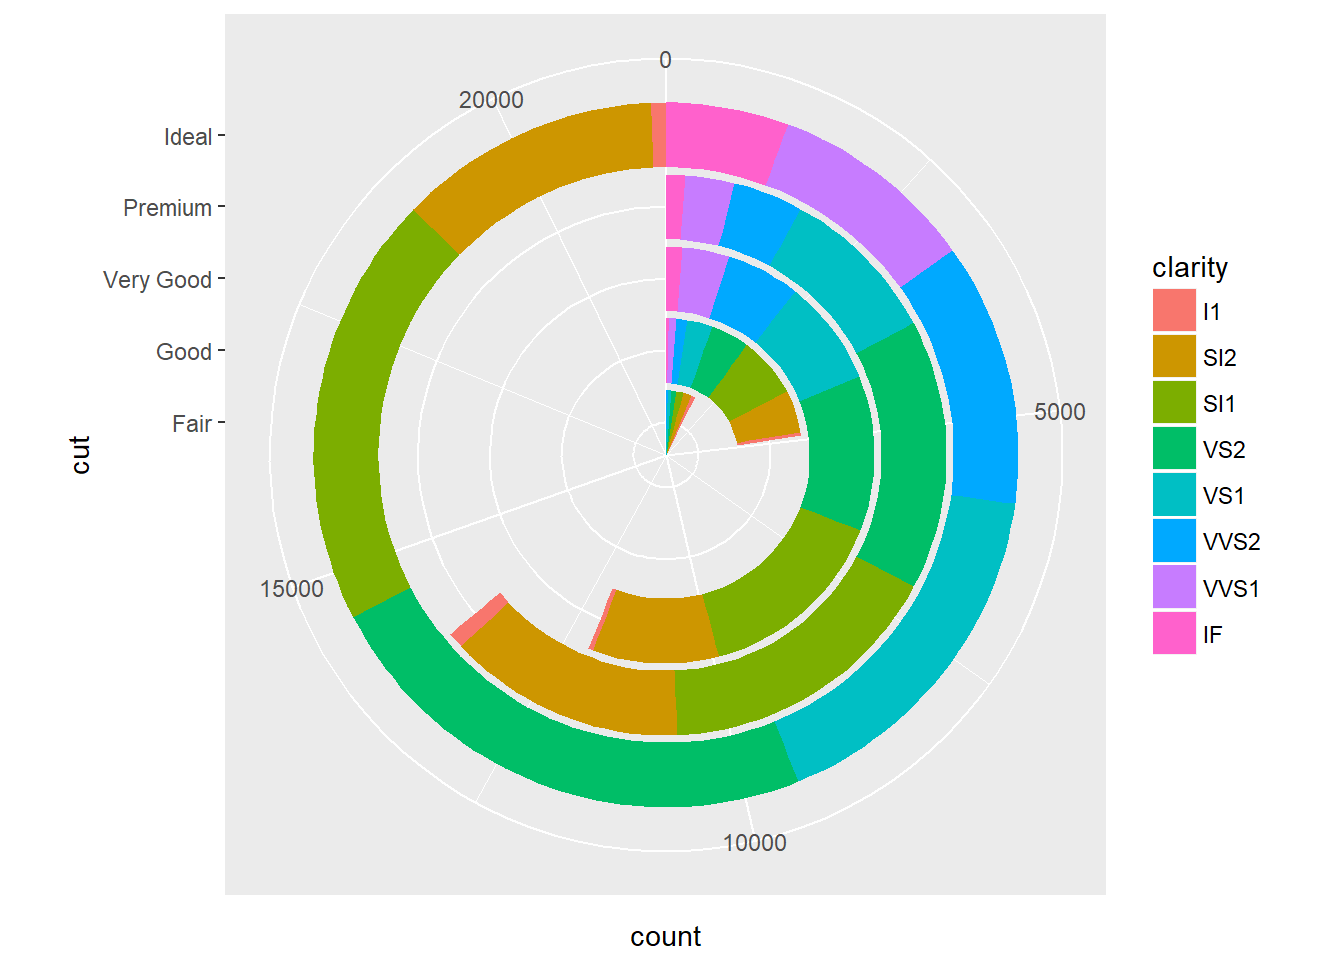 0
20000
Ideal
Premium
Very Good
Good
Fair
cut
5000
15000
10000
count
clarity
I1
SI2
SI1
VS2
VS1
VVS2
VVS1
IF